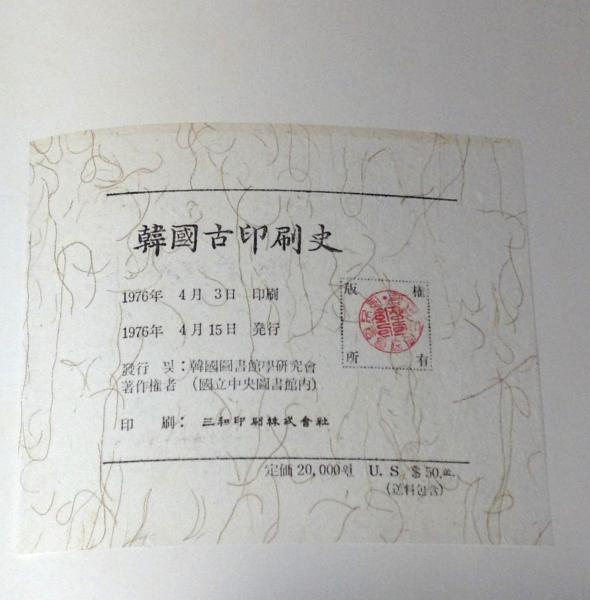 韓國古印刷史
1976年 4月 3日 印刷
1976年 4月 15日 発行
版權
所有
發行 및 : 韓國圖書館學硏究會
著作權者 (國立中央圖書館內)
印 刷 : 三和印刷株式會社
定価 20,000원 U. S $ 50.
(送料包含)